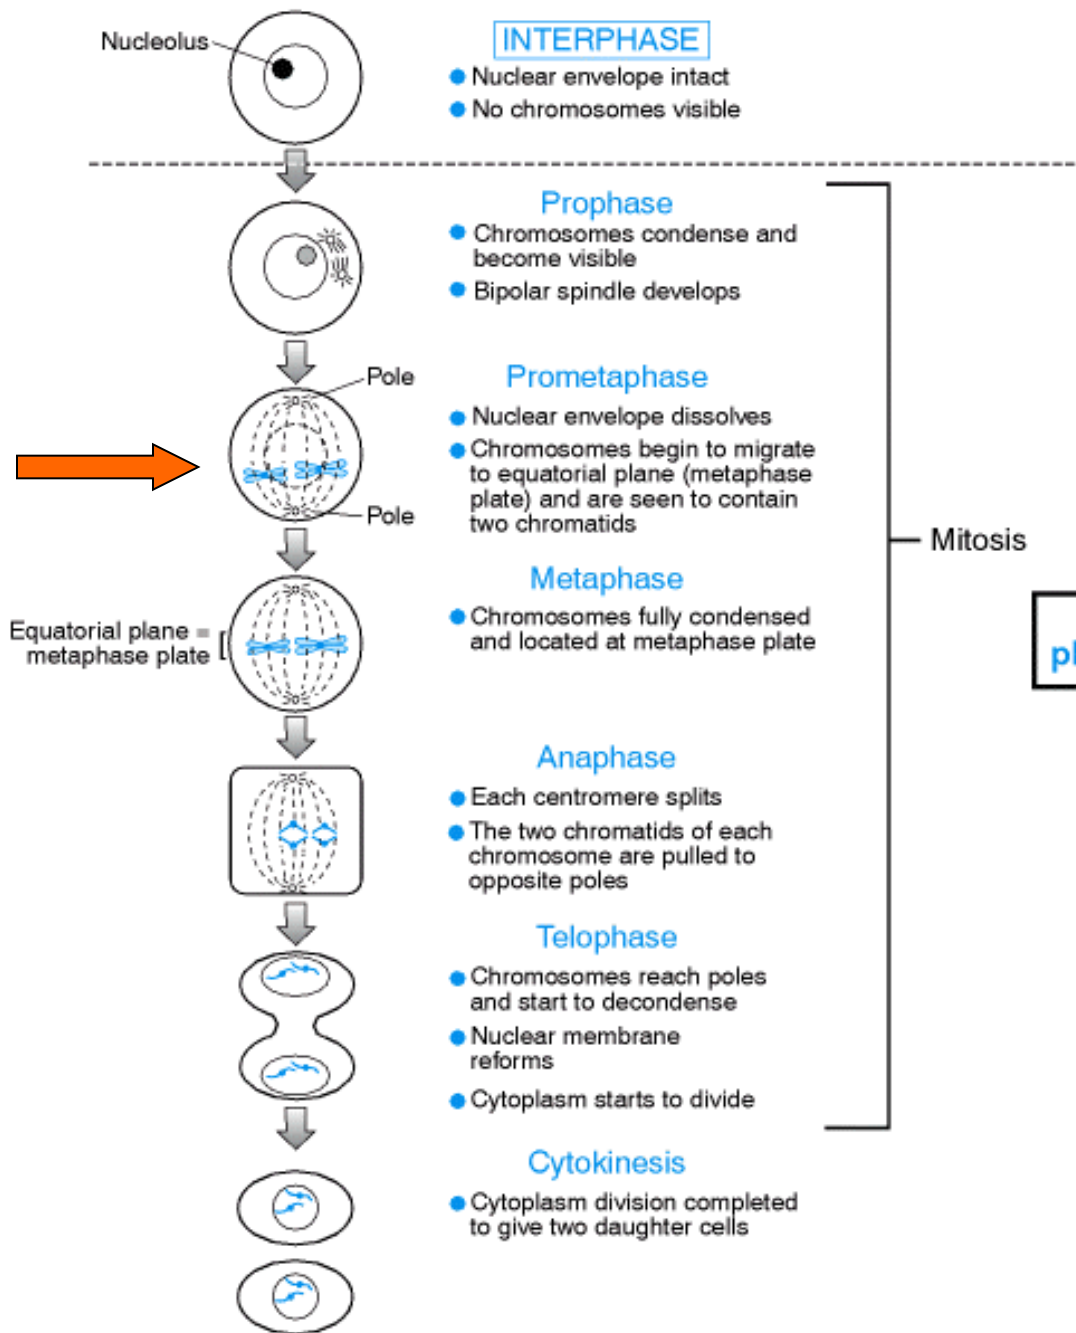 Nucleolus
INTERPHASE
Nuclear envelope intact
No chromosomes visible
Prophase
Chromosomes condense and
become visible
Bipolar spindle develops
Pole
Prometaphase
Nuclear envelope dissolves
Chromosomes begin to migrate
to equatorial plane (metaphase
plate) and are seen to contain
two chromatids
Pole
Mitosis
Metaphase
Chromosomes fully condensed
and located at metaphase plate
Equatorial plane =
metaphase plate
Anaphase
Each centromere splits
The two chromatids of each
chromosome are pulled to
opposite poles
Telophase
Chromosomes reach poles
and start to decondense
Nuclear membrane
reforms
Cytoplasm starts to divide
Cytokinesis
Cytoplasm division completed
to give two daughter cells